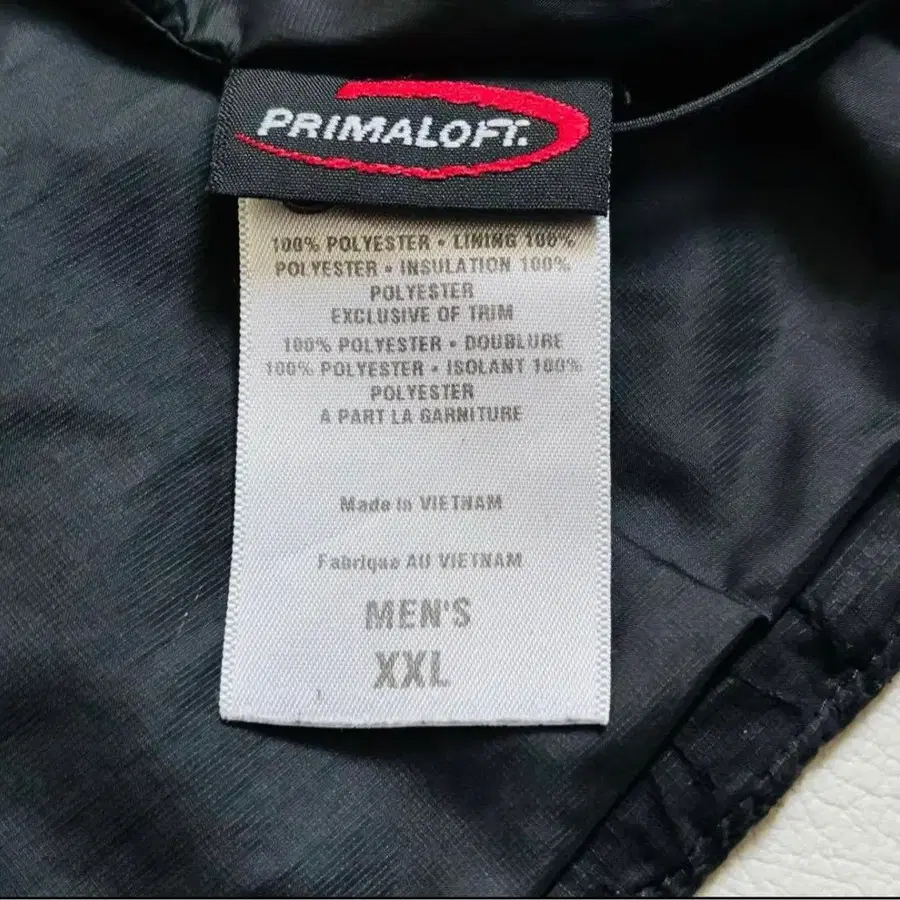 PRIMALOFT.
100% POLYESTER • LINING 100%
POLYESTER • INSULATION 100%
POLYESTER
EXCLUSIVE OF TRIM
100% POLYESTER • DOUBLURE
100% POLYESTER • ISOLANT 100%
POLYESTER
A PART LA GARNITURE
Made in VIETNAM
Fabrique AU VIETNAM
MEN'S
XXL